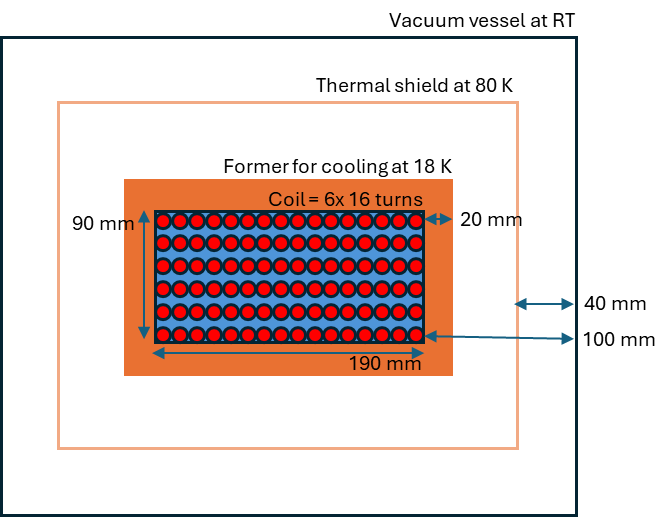 Vacuum vessel at RT
Thermal shield at 80 K
Former for cooling at 18 K
Coil = 6x 16 turns
90 mm
20 mm
40 mm
100 mm
190 mm